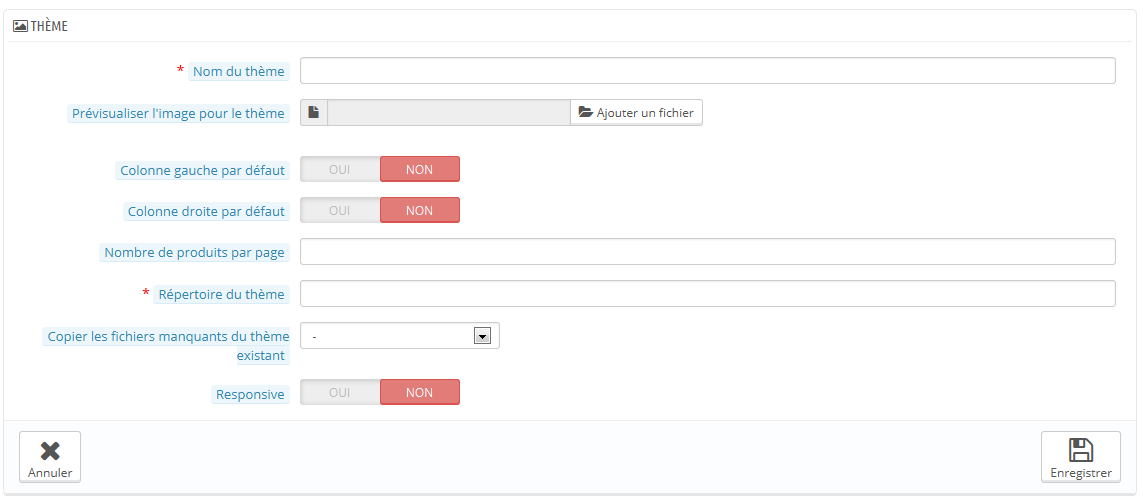 THÈME
* Nom du thème
Prévisualiser l'image pour le thème
Ajouter un fichier
Colonne gauche par défaut
OUI NON
Colonne droite par défaut
OUI NON
Nombre de produits par page
* Répertoire du thème
Copier les fichiers manquants du thème
existant
-
Responsive
OUI NON
Annuler
Enregistrer